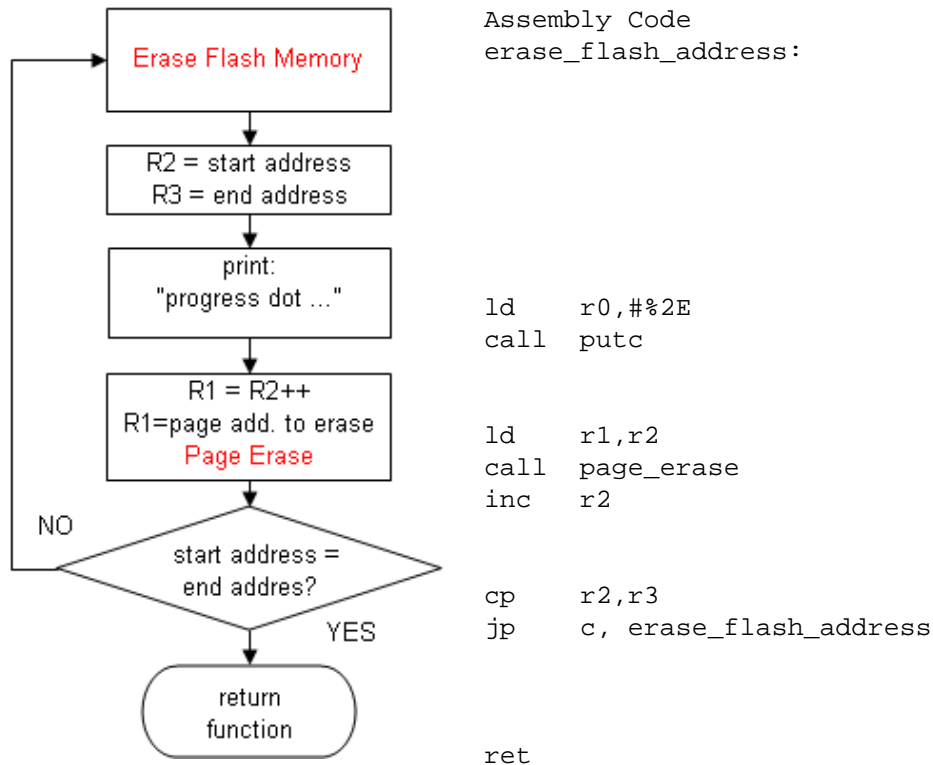 Erase Flash Memory
R2 = start address
R3 = end address
print:
"progress dot ..."
R1 = R2++
R1=page add. to erase
Page Erase
NO
start address =
end addres?
YES
return
function
Assembly Code
erase_flash_address:
ld r0,#%2E
call putc
ld r1,r2
call page_erase
inc r2
cp r2,r3
jp c, erase_flash_address
ret